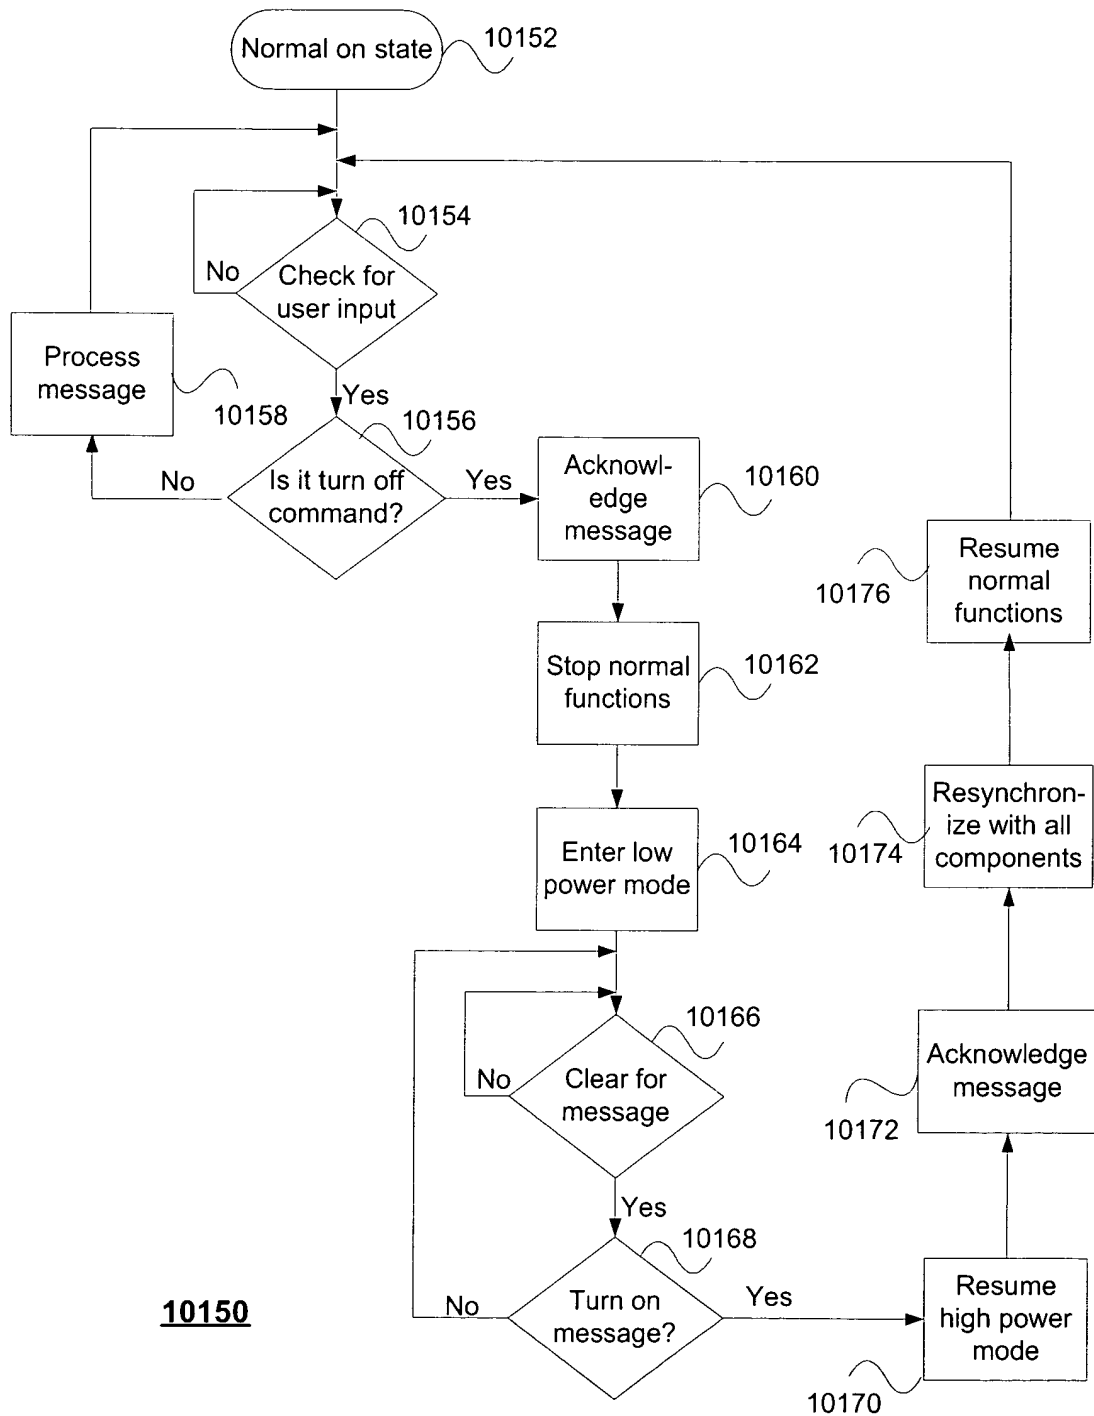 Normal on state
10152
10154
Check for
user input
No
Yes
Process
message
10158
10156
Is it turn off
command?
No
Yes
Acknowl-
edge
message
10160
Stop normal
functions
10162
Enter low
power mode
10164
Clear for
message
10166
No
Yes
Turn on
message?
10168
No
Yes
Resume
high power
mode
10170
Acknowledge
message
10172
Resynchron-
ize with all
components
10174
Resume
normal
functions
10176
10150